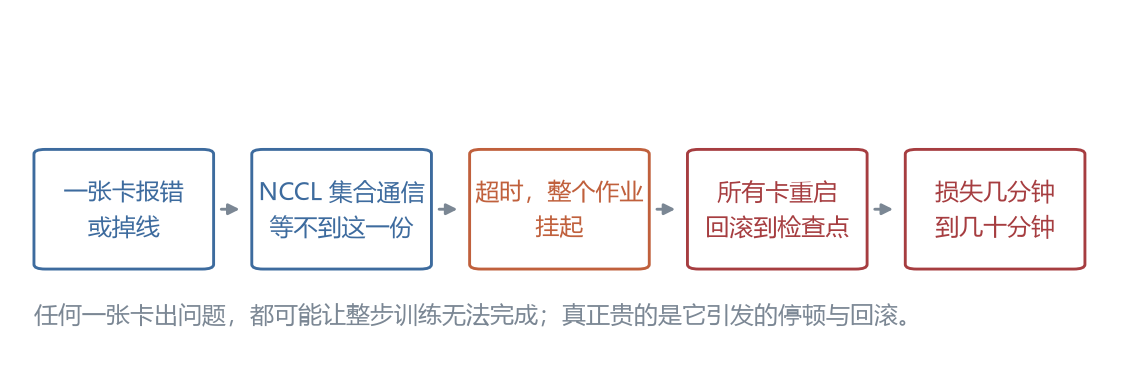 一张卡报错
或掉线
NCCL 集合通信
等不到这一份
超时，整个作业
挂起
所有卡重启
回滚到检查点
损失几分钟
到几十分钟
任何一张卡出问题，都可能让整步训练无法完成；真正贵的是它引发的停顿与回滚。